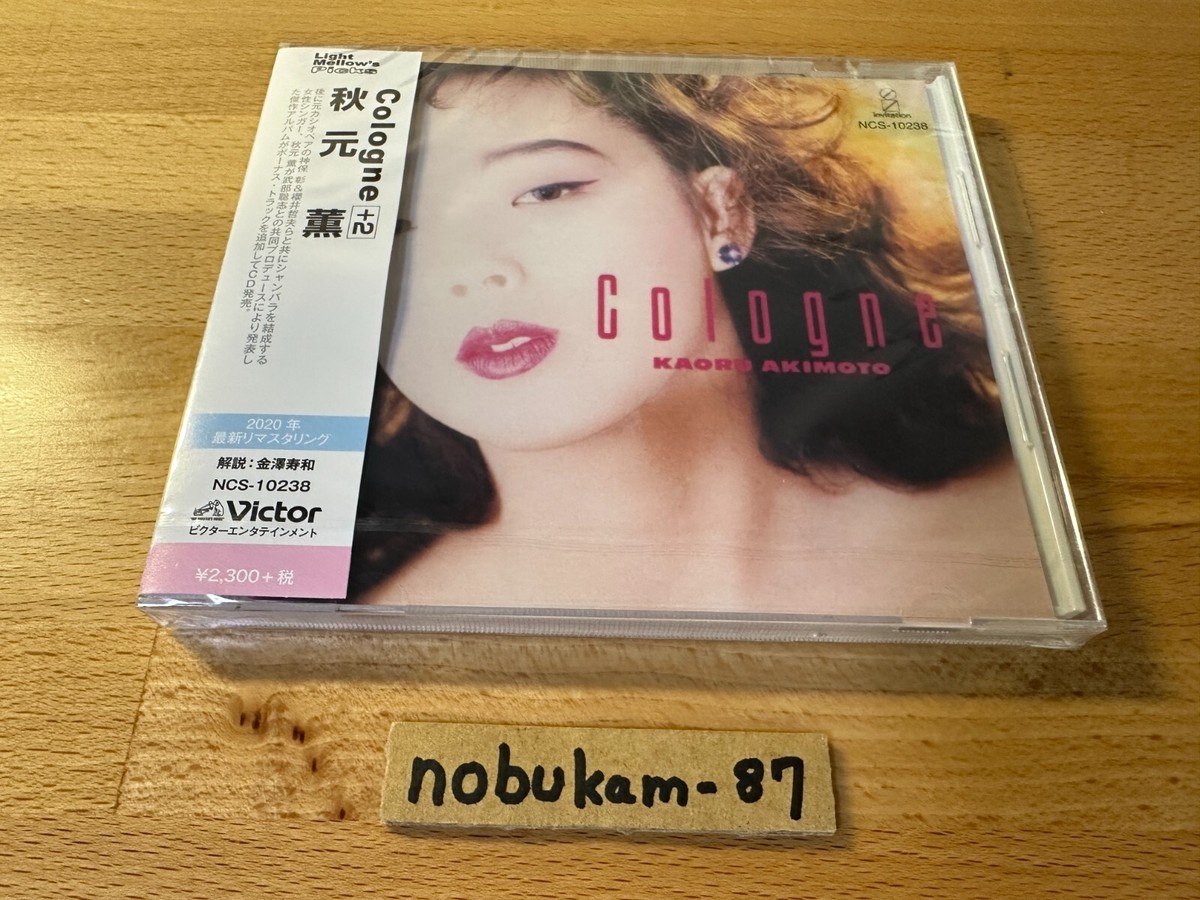 Light
Mellow's
Picks
Cologne +2
秋元 薫
後に元カシオペアの神保 彰&櫻井哲夫らと共にシャンバラを結成する
女性シンガー、秋元 薫が武部聡志との共同プロデュースにより発表し
た傑作アルバムがボーナス・トラックを追加してCD発売。
2020年
最新リマスタリング
解説：金澤寿和
NCS-10238
Victor
ビクターエンタテインメント
¥2,300+税
invitation
NCS-10238
Cologne
KAORU AKIMOTO
nobukam-87